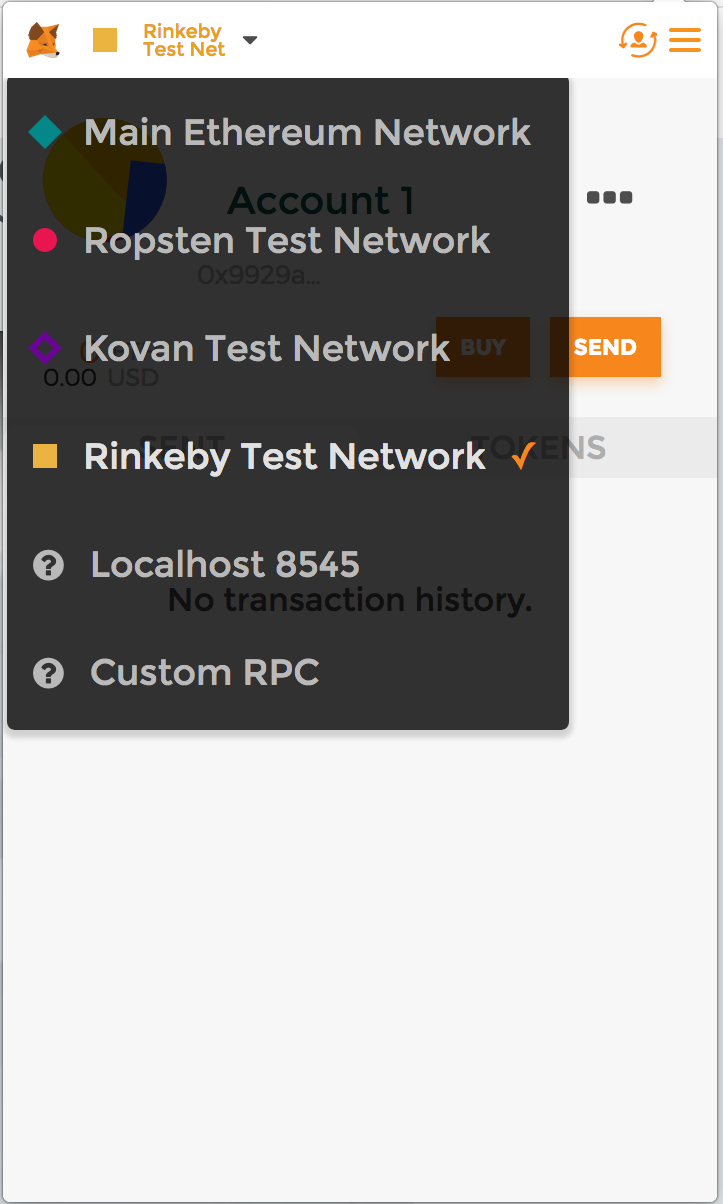 Rinkeby
Test Net
Main Ethereum Network
Account 1
Ropsten Test Network
0x9929a...
Kovan Test Network
BUY
SEND
0.00 USD
SENT
TOKENS
Rinkeby Test Network
Localhost 8545
No transaction history.
Custom RPC